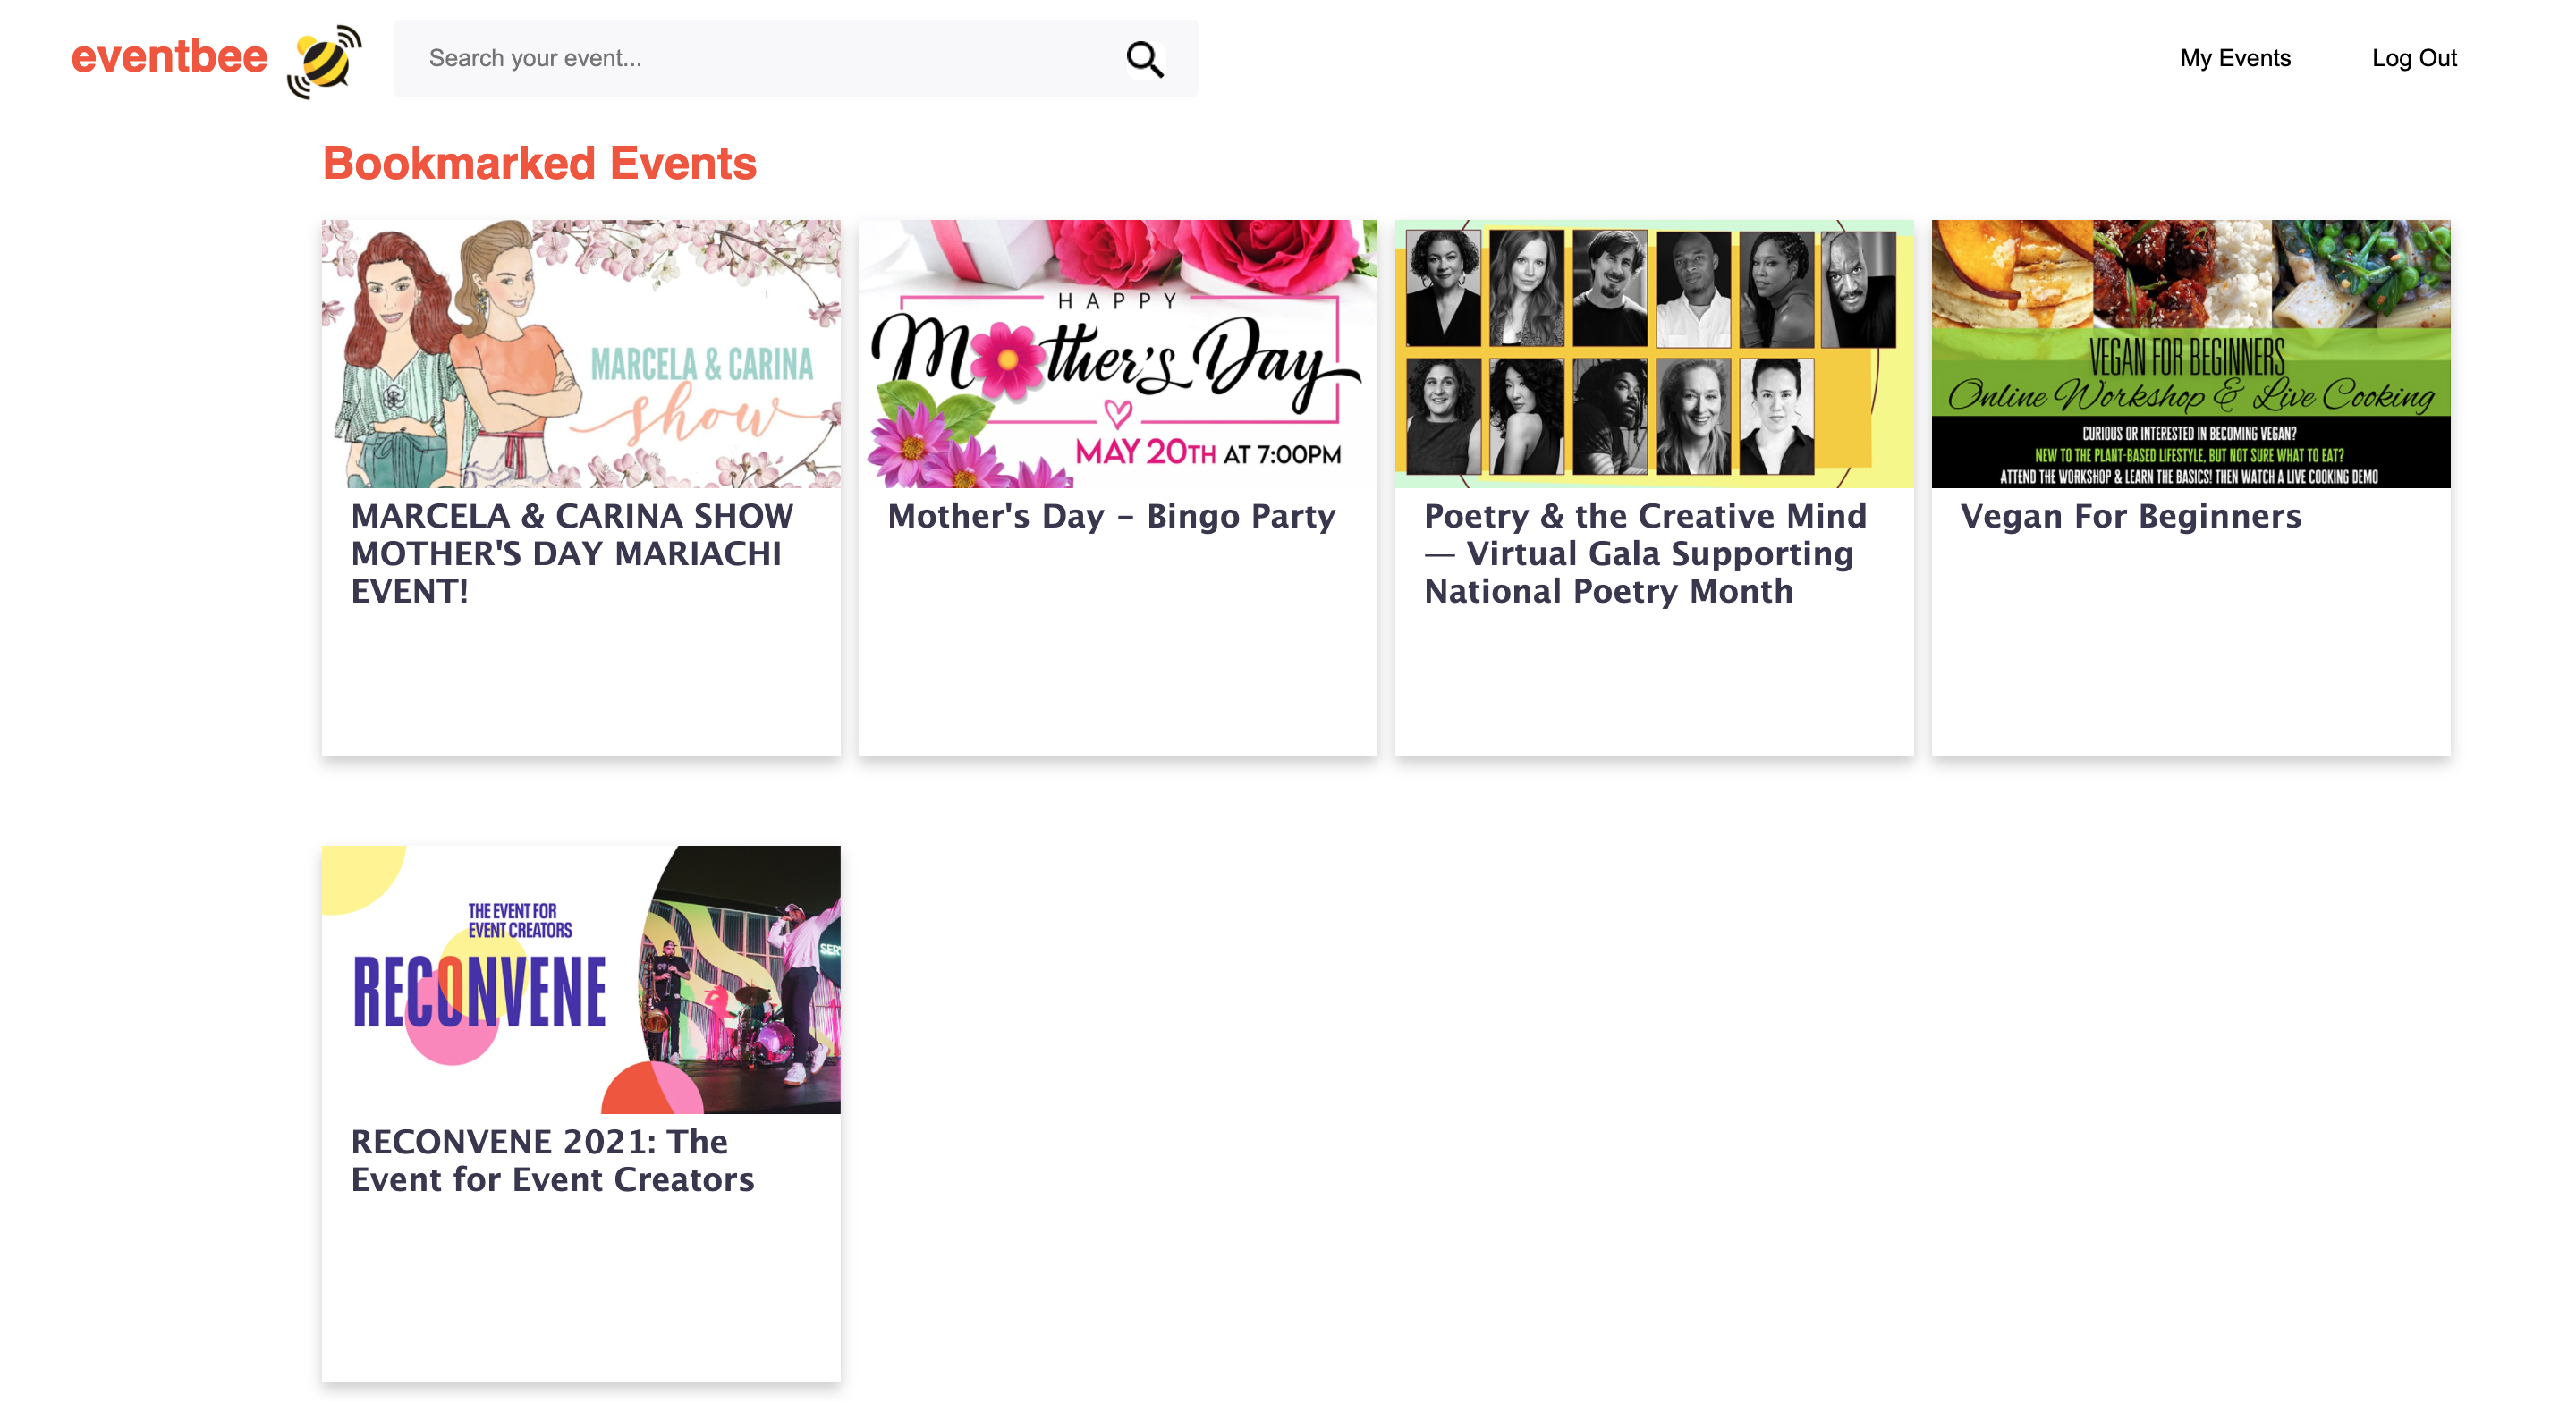 eventbee
Search your event...
My Events
Log Out
Bookmarked Events
MARCELA & CARINA
show
MARCELA & CARINA SHOW
MOTHER'S DAY MARIACHI
EVENT!
HAPPY
Mother's Day
MAY 20TH AT 7:00PM
Mother's Day - Bingo Party
Poetry & the Creative Mind
— Virtual Gala Supporting
National Poetry Month
VEGAN FOR BEGINNERS
Online Workshop & Live Cooking
CURIOUS OR INTERESTED IN BECOMING VEGAN?
NEW TO THE PLANT-BASED LIFESTYLE, BUT NOT SURE WHAT TO EAT?
ATTEND THE WORKSHOP & LEARN THE BASICS! THEN WATCH A LIVE COOKING DEMO
Vegan For Beginners
THE EVENT FOR
EVENT CREATORS
RECONVENE
SER
RECONVENE 2021: The
Event for Event Creators